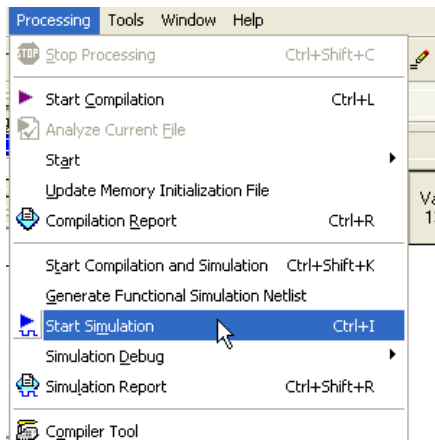 Processing Tools Window Help
STOP Stop Processing Ctrl+Shift+C
Start Compilation Ctrl+L
Analyze Current File
Start
Update Memory Initialization File
Compilation Report Ctrl+R
Va
1
Start Compilation and Simulation Ctrl+Shift+K
Generate Functional Simulation Netlist
Start Simulation Ctrl+I
Simulation Debug
Simulation Report Ctrl+Shift+R
Compiler Tool